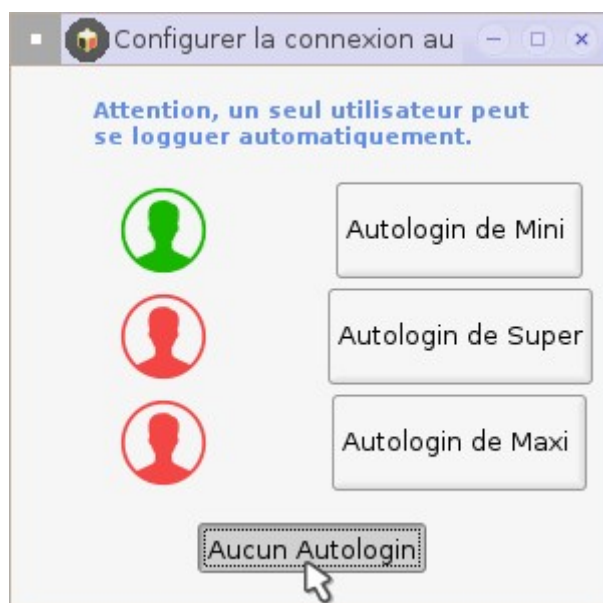 Configurer la connexion au
Attention, un seul utilisateur peut
se logguer automatiquement.
Autologin de Mini
Autologin de Super
Autologin de Maxi
Aucun Autologin